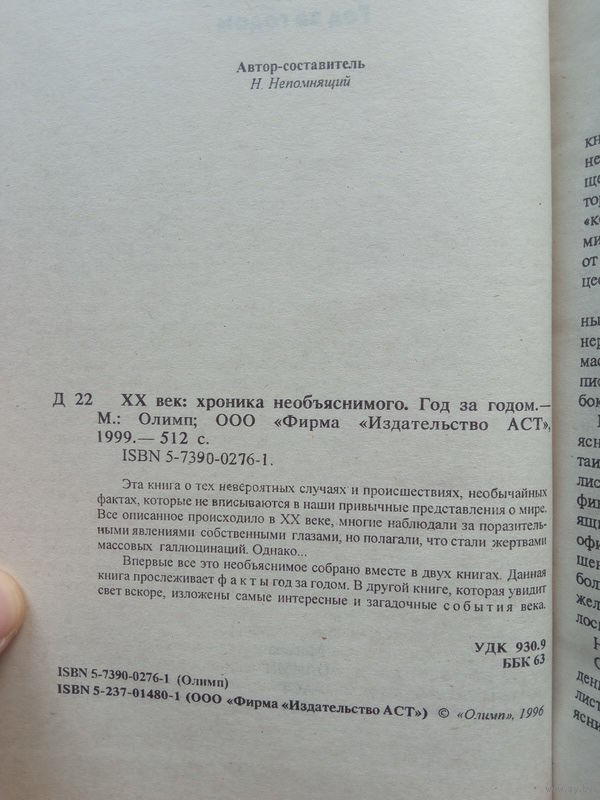 Автор-составитель
Н. Непомнящий
Д 22 XX век: хроника необъяснимого. Год за годом.—
М.: Олимп; ООО «Фирма «Издательство АСТ»,
1999.— 512 с.
ISBN 5-7390-0276-1.
Эта книга о тех невероятных случаях и происшествиях, необычайных
фактах, которые не вписываются в наши привычные представления о мире.
Все описанное происходило в XX веке, многие наблюдали за поразитель-
ными явлениями собственными глазами, но полагали, что стали жертвами
массовых галлюцинаций. Однако...
Впервые все это необъяснимое собрано вместе в двух книгах. Данная
книга прослеживает ф а к т ы год за годом. В другой книге, которая увидит
свет вскоре, изложены самые интересные и загадочные с о б ы т и я века.
УДК 930.9
ББК 63
ISBN 5-7390-0276-1 (Олимп)
ISBN 5-237-01480-1 (ООО «Фирма «Издательство АСТ») © «Олимп», 1996